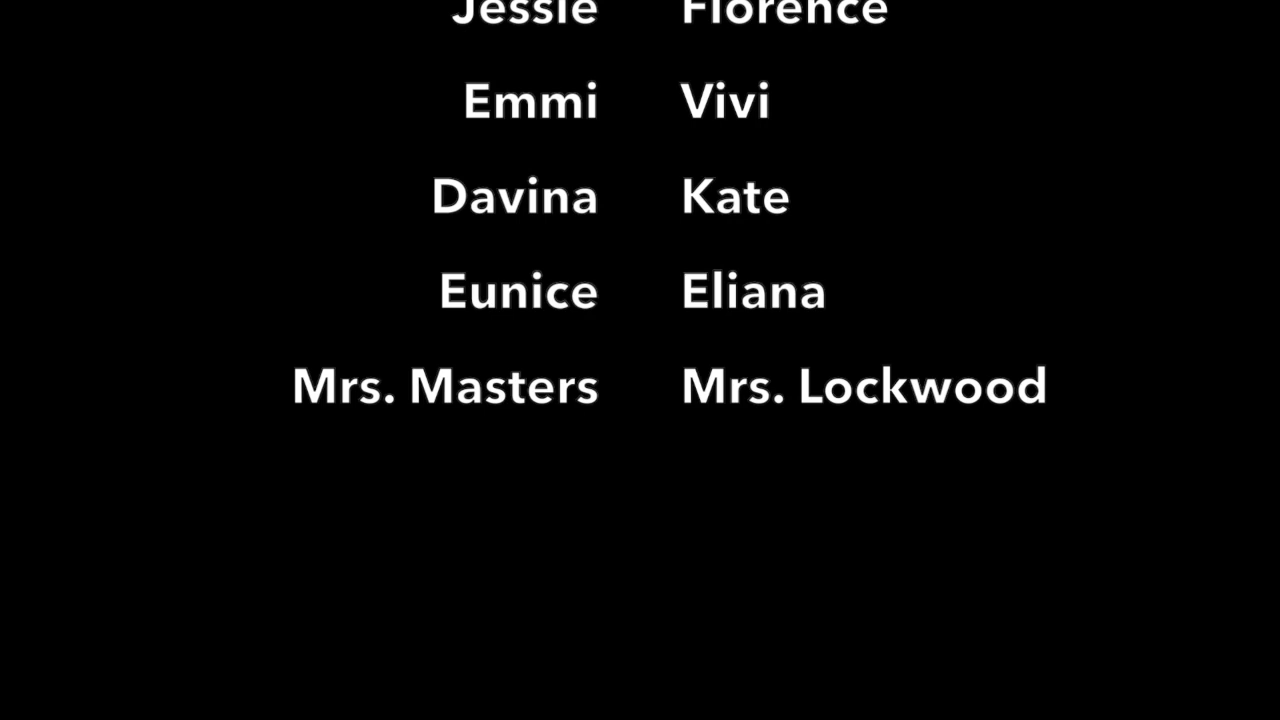 Jessie Florence
Emmi Vivi
Davina Kate
Eunice Eliana
Mrs. Masters Mrs. Lockwood